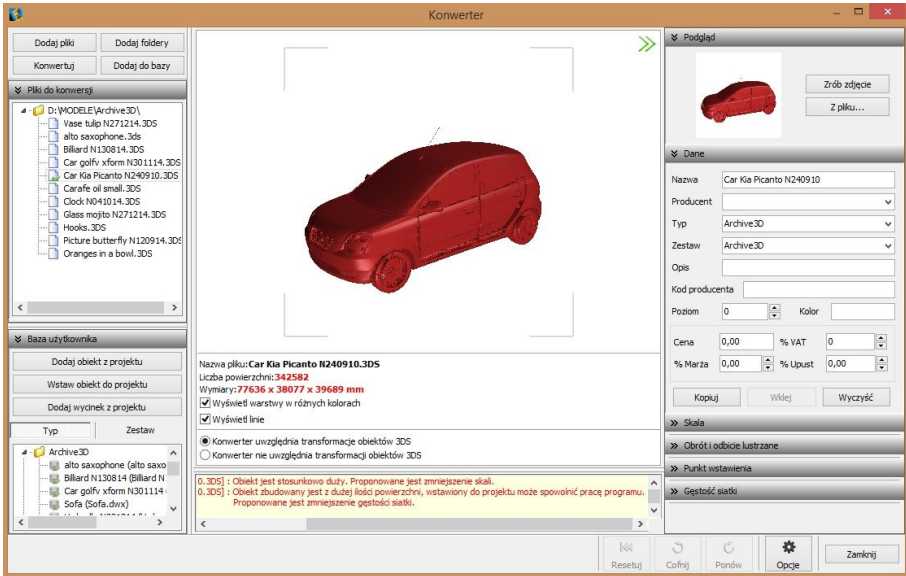 Konwerter
Dodaj pliki
Dodaj foldery
Konwertuj
Dodaj do bazy
Pliki do konwersji
D:\MODELE\Archive3D\
Vase tulip N271214.3DS
alto saxophone.3ds
Billiard N130814.3DS
Car golfv xform N301114.3DS
Car Kia Picanto N240910.3DS
Carafe oil small.3DS
Clock N041014.3DS
Glass mojito N271214.3DS
Hooks.3DS
Picture butterfly N120914.3DS
Oranges in a bowl.3DS
Baza użytkownika
Dodaj obiekt z projektu
Wstaw obiekt do projektu
Dodaj wycinek z projektu
Typ
Zestaw
Archive3D
alto saxophone (alto saxo
Billiard N130814 (Billiard N
Car golfv xform N301114
Sofa (Sofa.dwx)
Nazwa pliku:Car Kia Picanto N240910.3DS
Liczba powierzchni:342582
Wymiary:77636 x 38077 x 39689 mm
Wyświetl warstwy w różnych kolorach
Wyświetl linie
Konwerter uwzględnia transformacje obiektów 3DS
Konwerter nie uwzględnia transformacji obiektów 3DS
0.3DS] : Obiekt jest stosunkowo duży. Proponowane jest zmniejszenie skali.
0.3DS] : Obiekt zbudowany jest z dużej ilości powierzchni, wstawiony do projektu może spowolnić pracę programu.
Proponowane jest zmniejszenie gęstości siatki.
Podgląd
Zrób zdjęcie
Z pliku...
Dane
Nazwa Car Kia Picanto N240910
Producent
Typ Archive3D
Zestaw Archive3D
Opis
Kod producenta
Poziom 0 Kolor
Cena 0,00 % VAT 0
% Marża 0,00 % Upust 0,00
Kopiuj
Wklej
Wyczyść
Skala
Obrót i odbicie lustrzane
Punkt wstawienia
Gęstość siatki
Resetuj
Cofnij
Ponów
Opcje
Zamknij